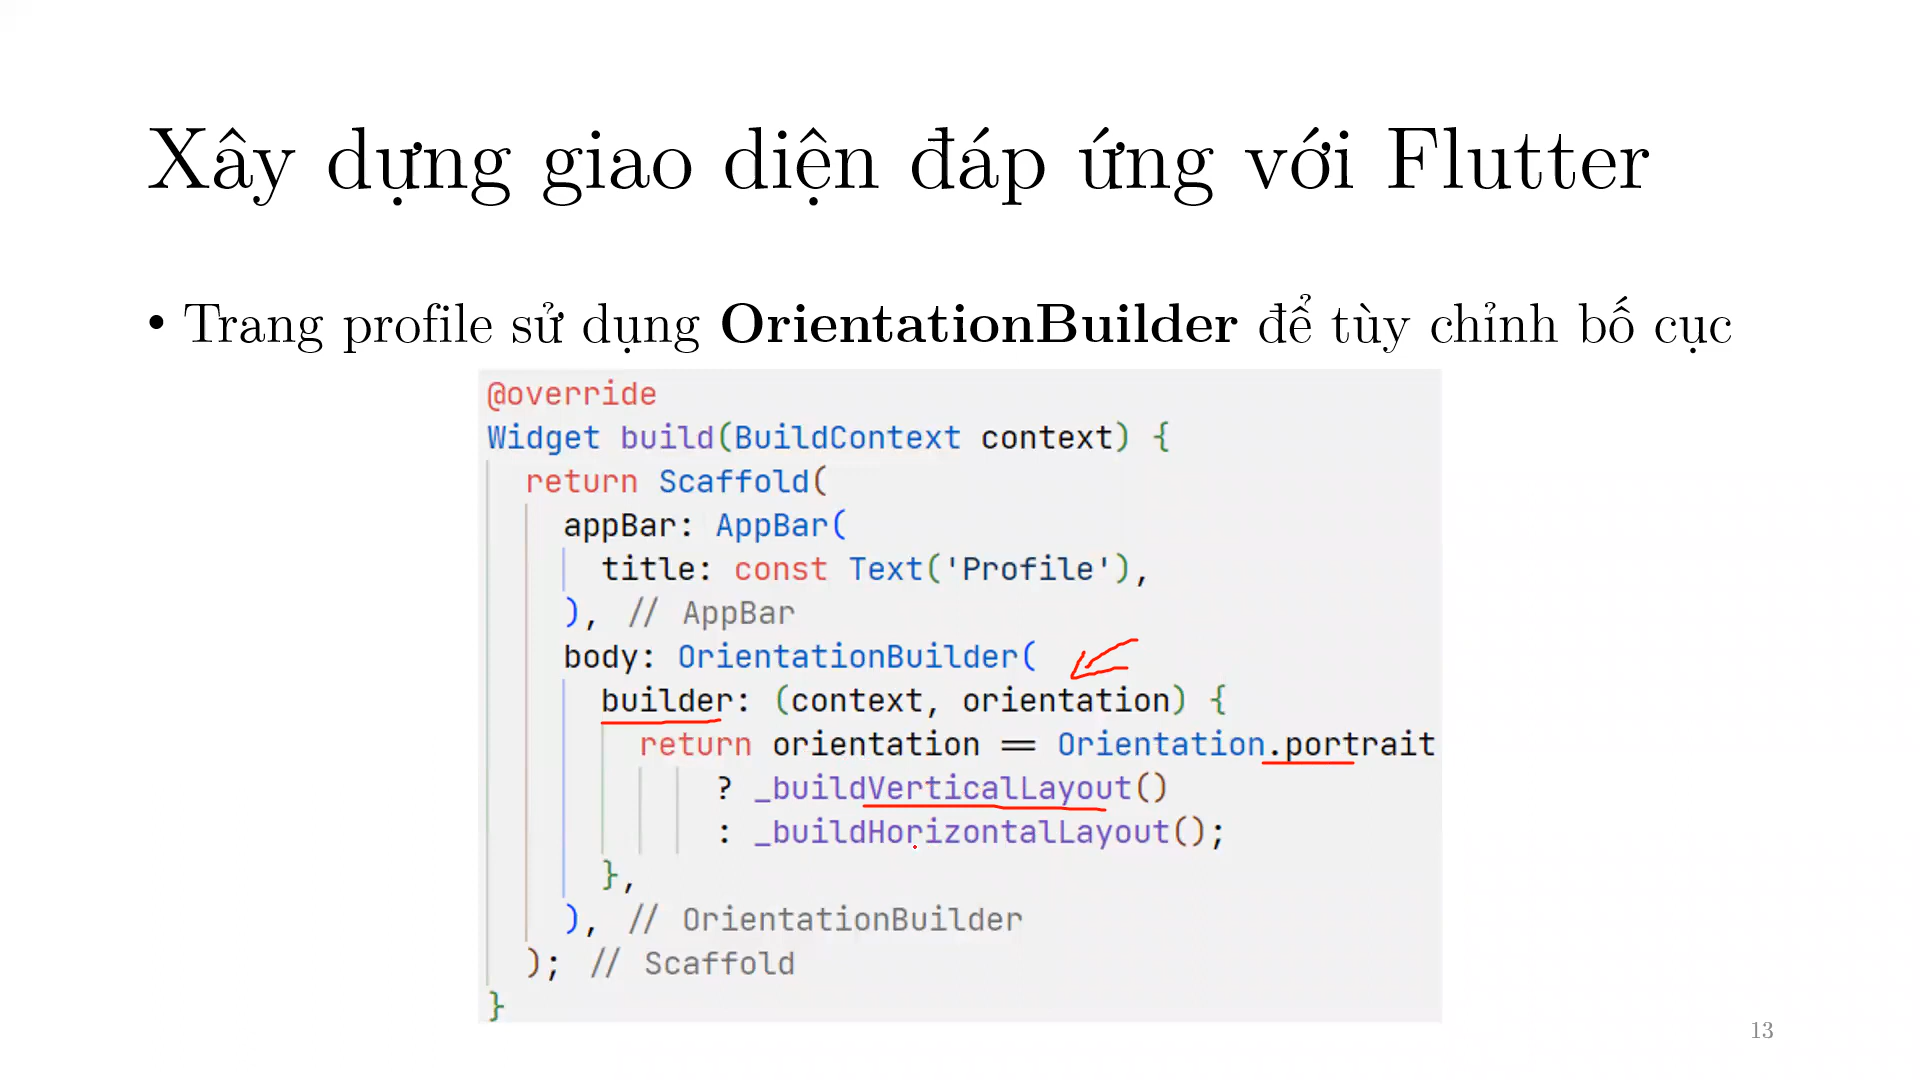 Xây dựng giao diện đáp ứng với Flutter
• Trang profile sử dụng OrientationBuilder để tùy chỉnh bố cục
@override
Widget build(BuildContext context) {
  return Scaffold(
    appBar: AppBar(
      title: const Text('Profile'),
    ), // AppBar
    body: OrientationBuilder(
      builder: (context, orientation) {
        return orientation == Orientation.portrait
            ? _buildVerticalLayout()
            : _buildHorizontalLayout();
      },
    ), // OrientationBuilder
  ); // Scaffold
}
13